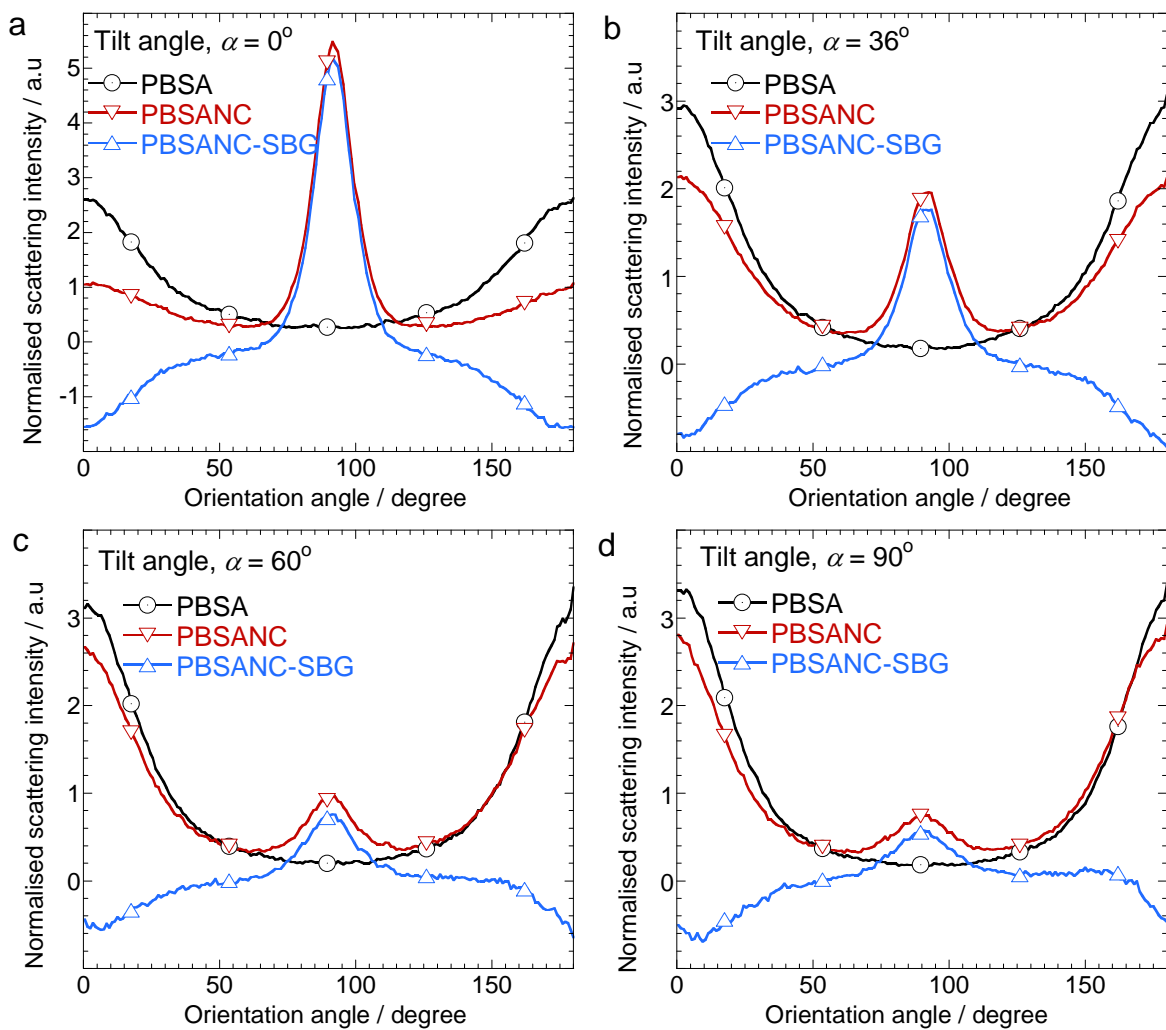 a
Tilt angle, α = 0o
PBSA
PBSANC
PBSANC-SBG
Normalised scattering intensity / a.u
5
4
3
2
1
0
-1
0 50 100 150
Orientation angle / degree
b
Tilt angle, α = 36o
PBSA
PBSANC
PBSANC-SBG
Normalised scattering intensity / a.u
3
2
1
0
0 50 100 150
Orientation angle / degree
c
Tilt angle, α = 60o
PBSA
PBSANC
PBSANC-SBG
Normalised scattering intensity / a.u
3
2
1
0
0 50 100 150
Orientation angle / degree
d
Tilt angle, α = 90o
PBSA
PBSANC
PBSANC-SBG
Normalised scattering intensity / a.u
3
2
1
0
0 50 100 150
Orientation angle / degree